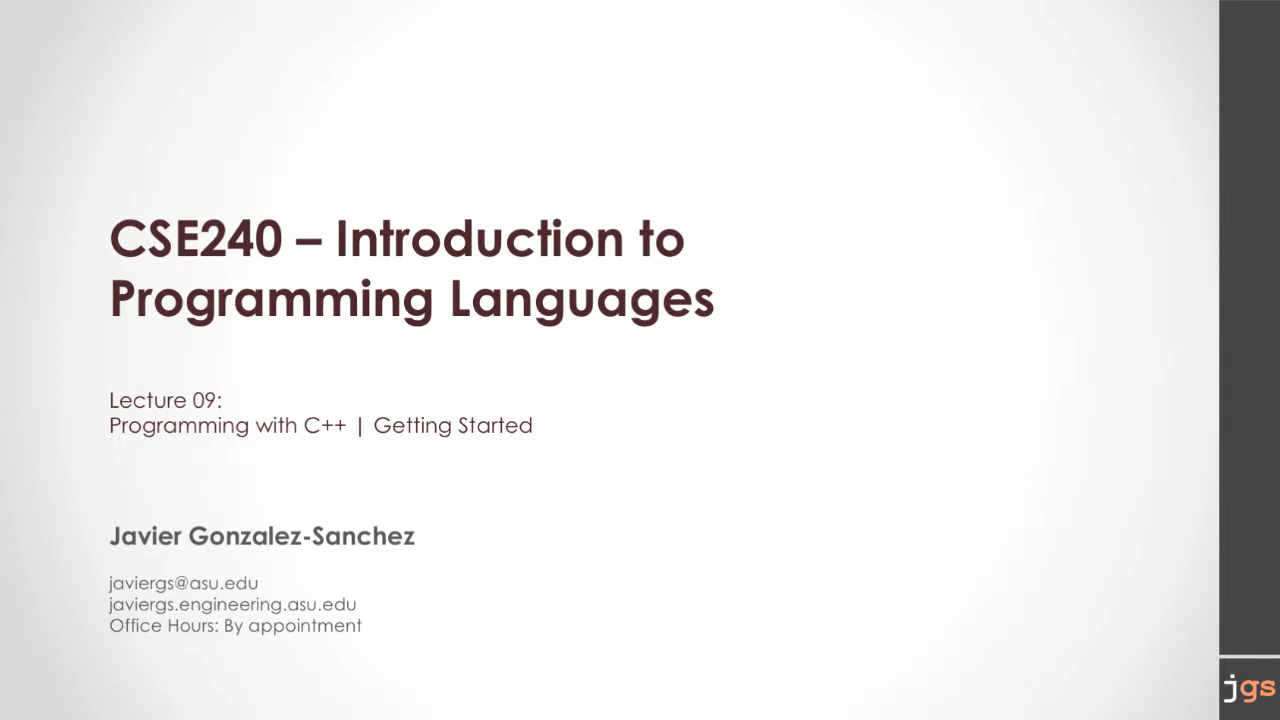 CSE240 – Introduction to
Programming Languages
Lecture 09:
Programming with C++ | Getting Started
Javier Gonzalez-Sanchez
javiergs@asu.edu
javiergs.engineering.asu.edu
Office Hours: By appointment
jgs